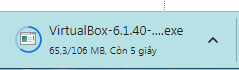 VirtualBox-6.1.40-....exe
65,3/106 MB, Còn 5 giây